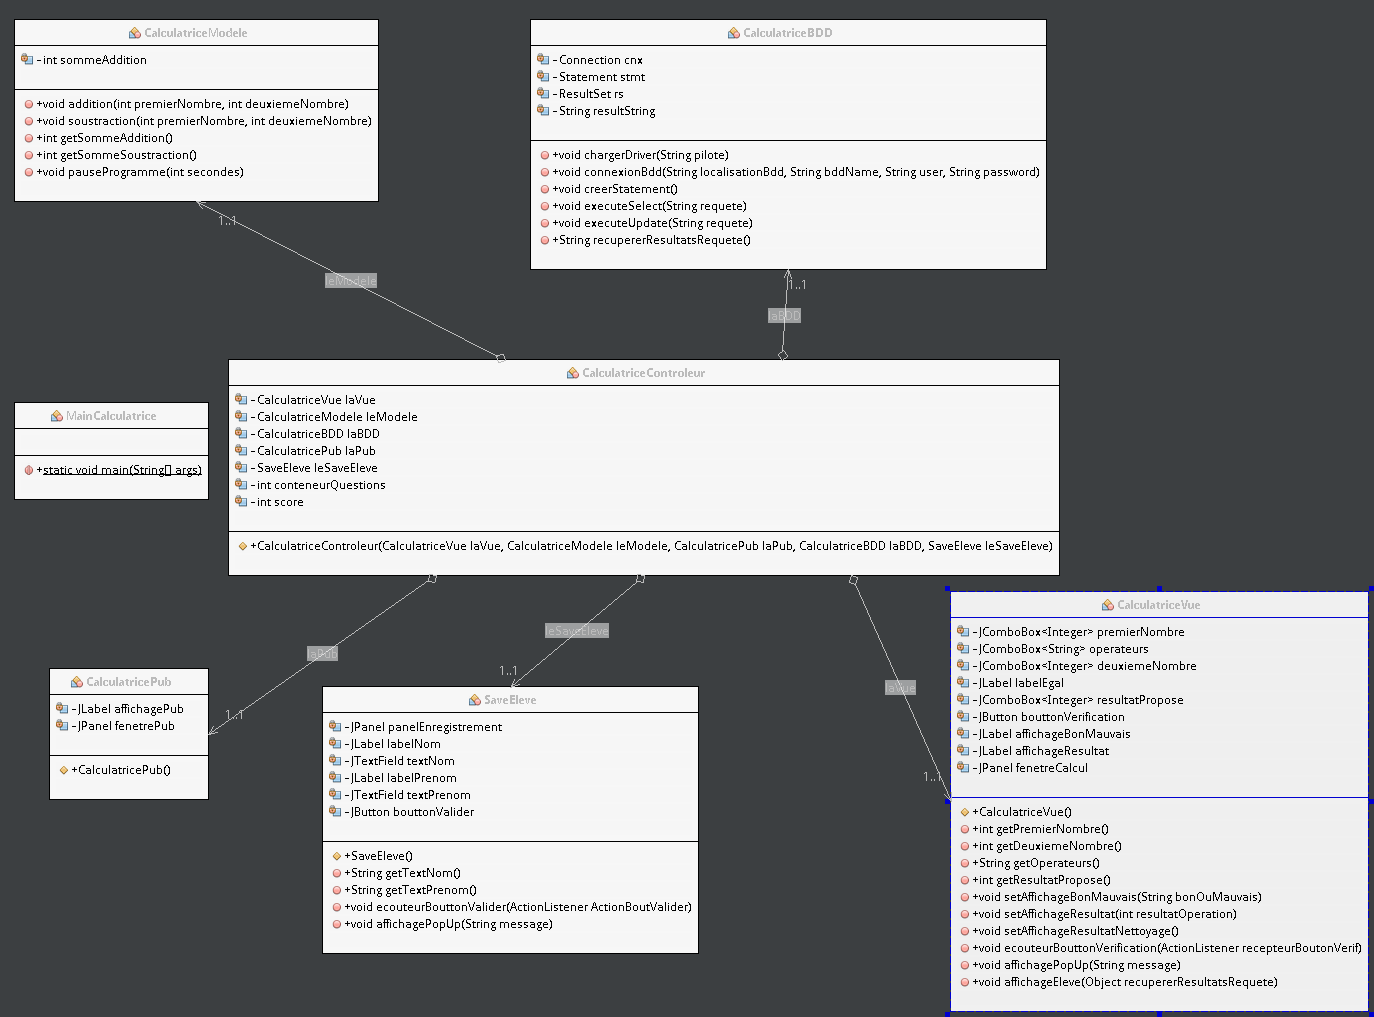 CalculatriceModele
-int sommeAddition
+void addition(int premierNombre, int deuxiemeNombre)
+void soustraction(int premierNombre, int deuxiemeNombre)
+int getSommeAddition()
+int getSommeSoustraction()
+void pauseProgramme(int secondes)
CalculatriceBDD
-Connection cnx
-Statement stmt
-ResultSet rs
-String resultString
+void chargerDriver(String pilote)
+void connexionBdd(String localisationBdd, String bddName, String user, String password)
+void creerStatement()
+void executeSelect(String requete)
+void executeUpdate(String requete)
+String recupererResultatsRequete()
1..1
leModele
1..1
laBDD
CalculatriceControleur
-CalculatriceVue laVue
-CalculatriceModele leModele
-CalculatriceBDD laBDD
-CalculatricePub laPub
-SaveEleve leSaveEleve
-int conteneurQuestions
-int score
+CalculatriceControleur(CalculatriceVue laVue, CalculatriceModele leModele, CalculatricePub laPub, CalculatriceBDD laBDD, SaveEleve leSaveEleve)
MainCalculatrice
+static void main(String[] args)
laPub
1..1
leSaveEleve
1..1
laVue
1..1
CalculatricePub
-JLabel affichagePub
-JPanel fenetrePub
+CalculatricePub()
SaveEleve
-JPanel panelEnregistrement
-JLabel labelNom
-JTextField textNom
-JLabel labelPrenom
-JTextField textPrenom
-JButton bouttonValider
+SaveEleve()
+String getTextNom()
+String getTextPrenom()
+void ecouteurBouttonValider(ActionListener ActionBoutValider)
+void affichagePopUp(String message)
CalculatriceVue
-JComboBox<Integer> premierNombre
-JComboBox<String> operateurs
-JComboBox<Integer> deuxiemeNombre
-JLabel labelEgal
-JComboBox<Integer> resultatPropose
-JButton bouttonVerification
-JLabel affichageBonMauvais
-JLabel affichageResultat
-JPanel fenetreCalcul
+CalculatriceVue()
+int getPremierNombre()
+int getDeuxiemeNombre()
+String getOperateurs()
+int getResultatPropose()
+void setAffichageBonMauvais(String bonOuMauvais)
+void setAffichageResultat(int resultatOperation)
+void setAffichageResultatNettoyage()
+void ecouteurBouttonVerification(ActionListener recepteurBoutonVerif)
+void affichagePopUp(String message)
+void affichageEleve(Object recupererResultatsRequete)